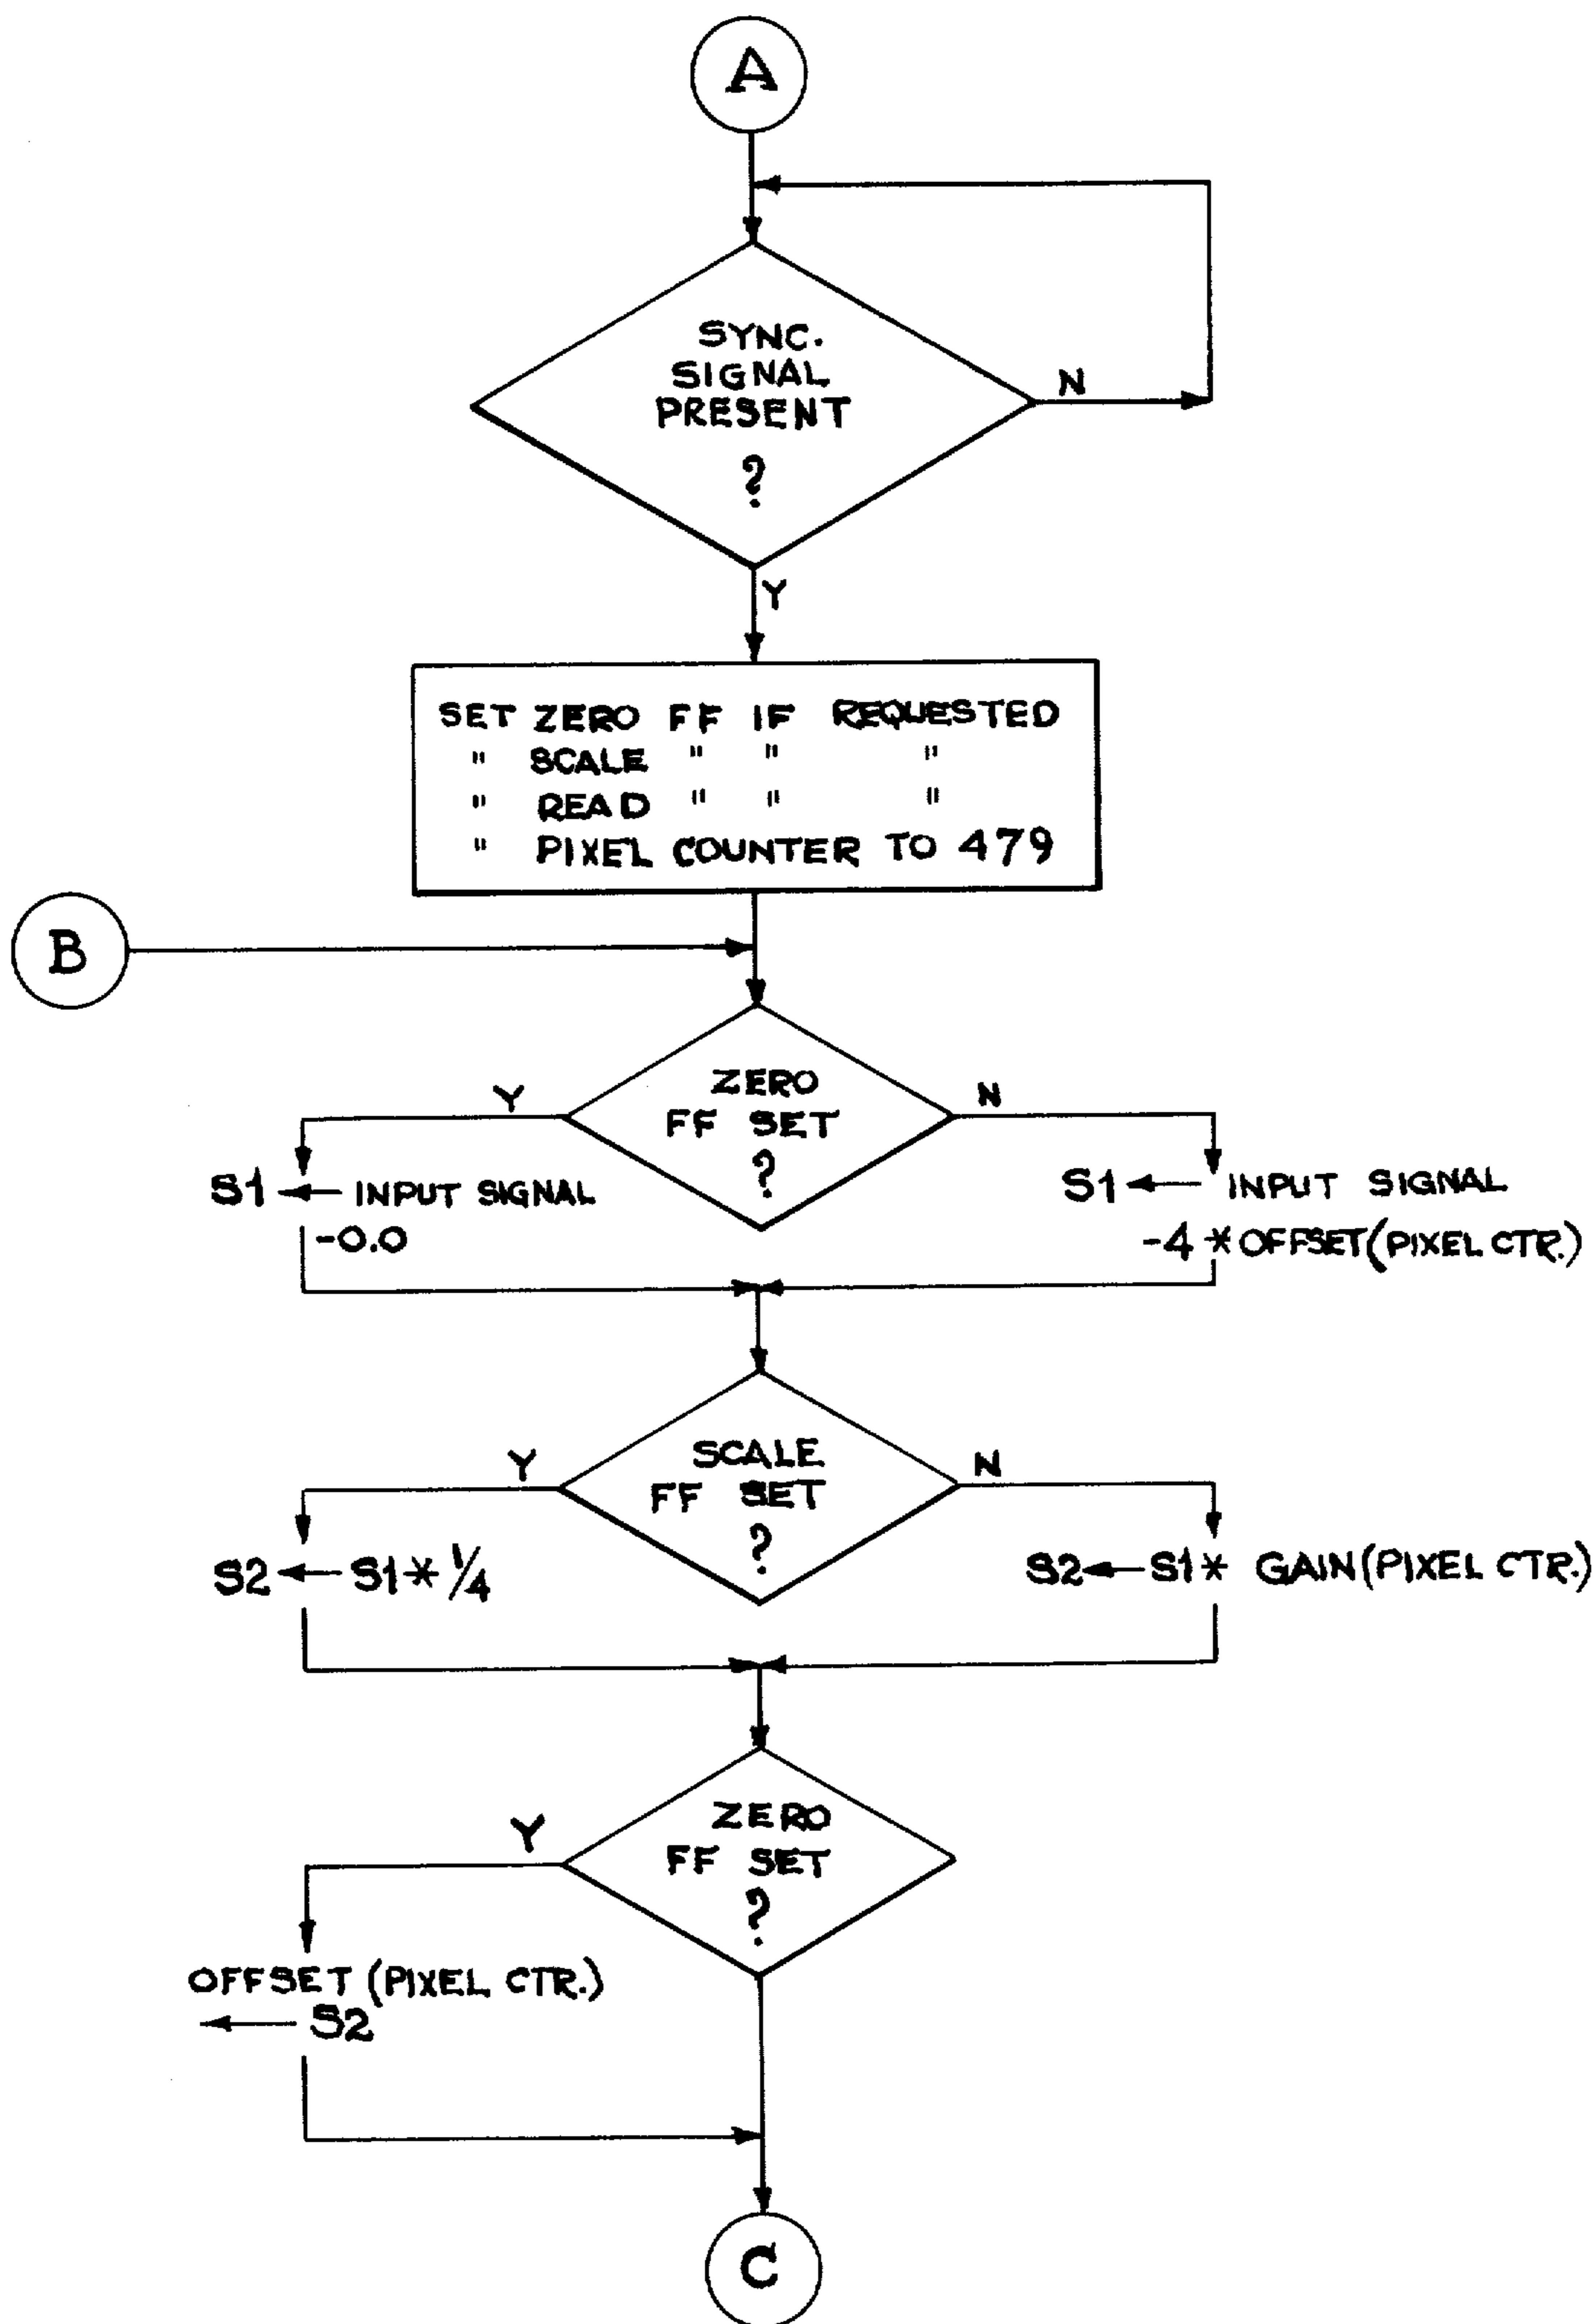 A
SYNC.
SIGNAL
PRESENT
?
N
Y
SET ZERO FF IF REQUESTED
" SCALE " " "
" READ " " "
" PIXEL COUNTER TO 479
B
ZERO
FF SET
?
Y
N
S1 ← INPUT SIGNAL
-0.0
S1 ← INPUT SIGNAL
-4 * OFFSET (PIXEL CTR.)
SCALE
FF SET
?
Y
N
S2 ← S1 * 1/4
S2 ← S1 * GAIN (PIXEL CTR.)
ZERO
FF SET
?
Y
OFFSET (PIXEL CTR.)
← S2
C